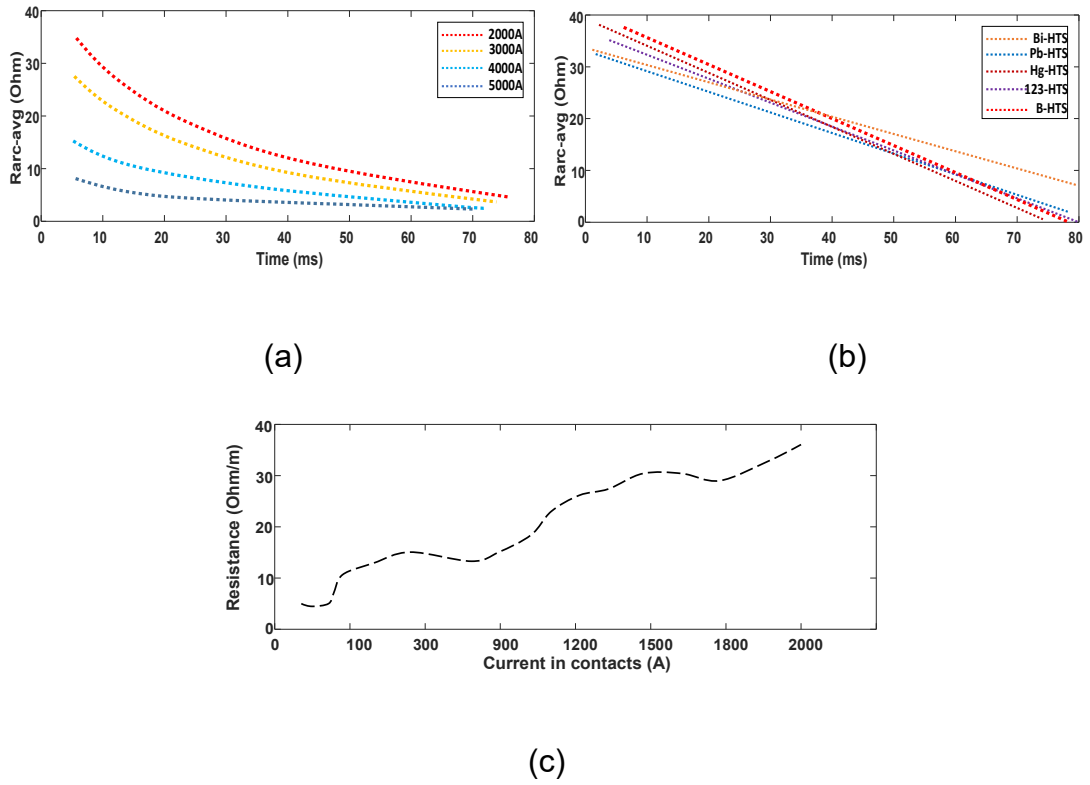 40
30
20
10
0
Rarc-avg (Ohm)
0 10 20 30 40 50 60 70 80
Time (ms)
2000A
3000A
4000A
5000A
(a)
40
30
20
10
0
Rarc-avg (Ohm)
0 10 20 30 40 50 60 70 80
Time (ms)
Bi-HTS
Pb-HTS
Hg-HTS
123-HTS
B-HTS
(b)
40
30
20
10
0
Resistance (Ohm/m)
0 100 300 900 1200 1500 1800 2000
Current in contacts (A)
(c)